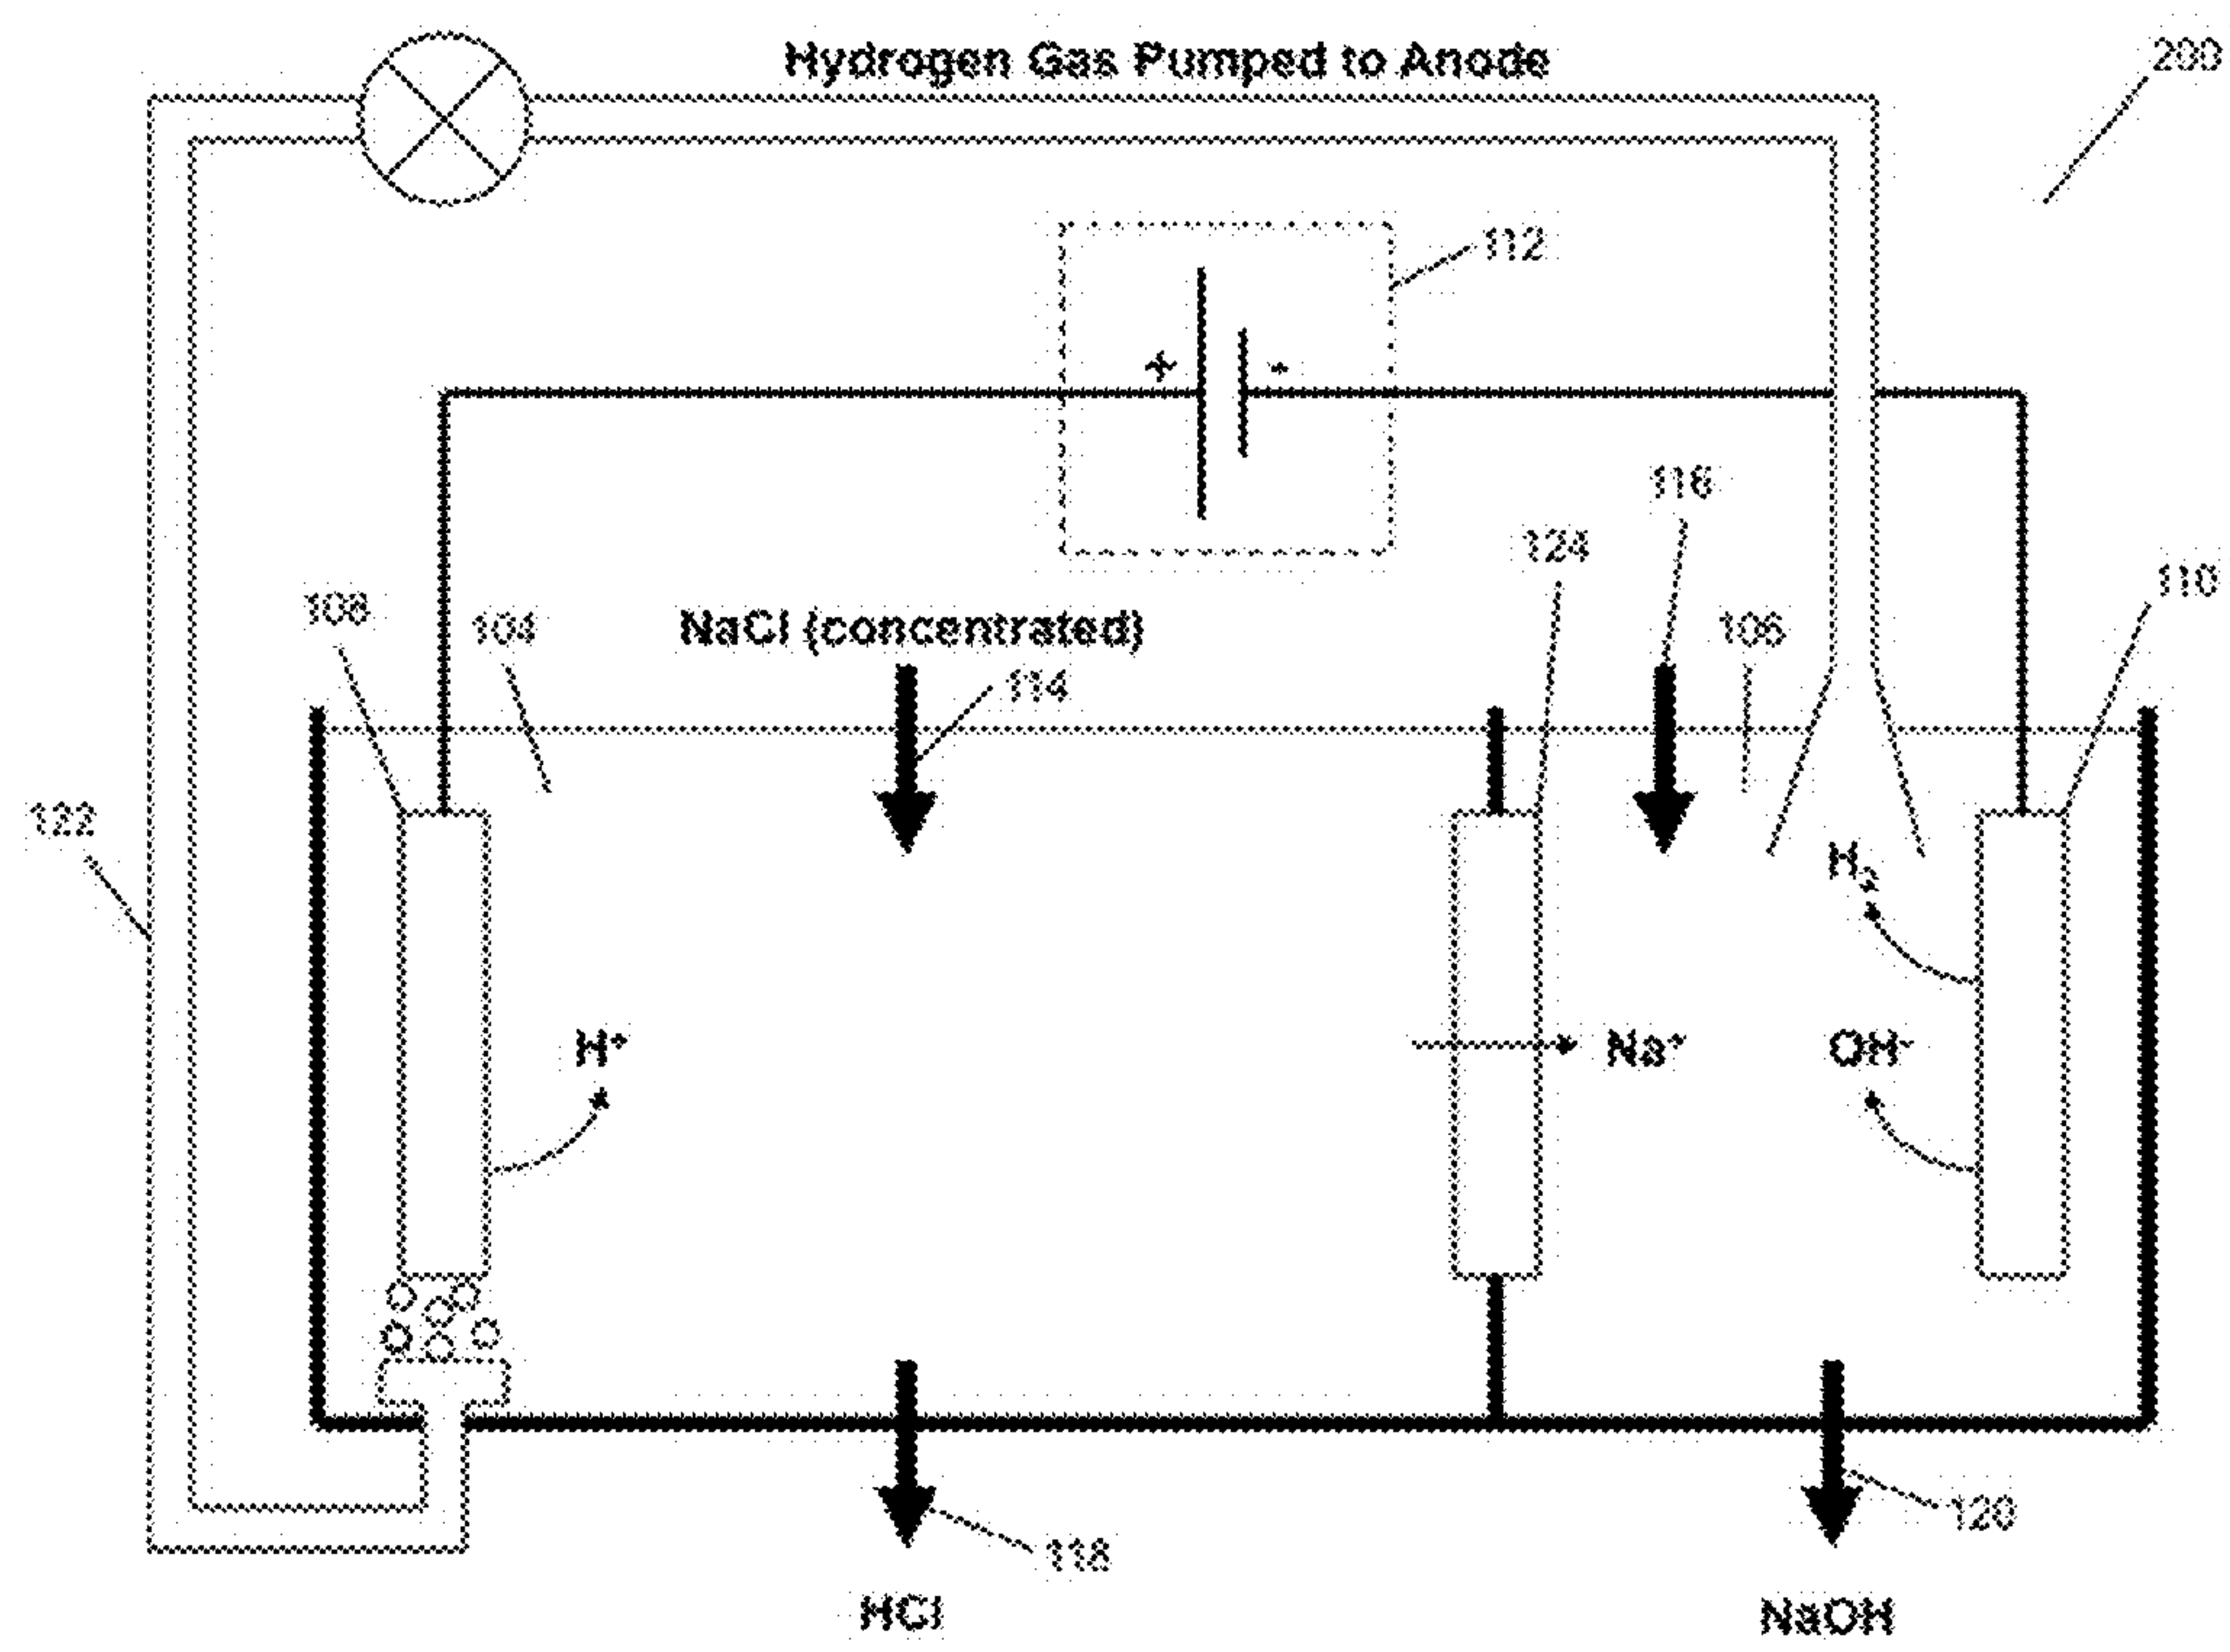 Hydrogen Gas Pumped to Anode
200
112
+ -
116
124
110
108
104
NaCl (concentrated)
106
114
122
H₂
H⁺
Na⁺
OH⁻
120
118
HCl
NaOH